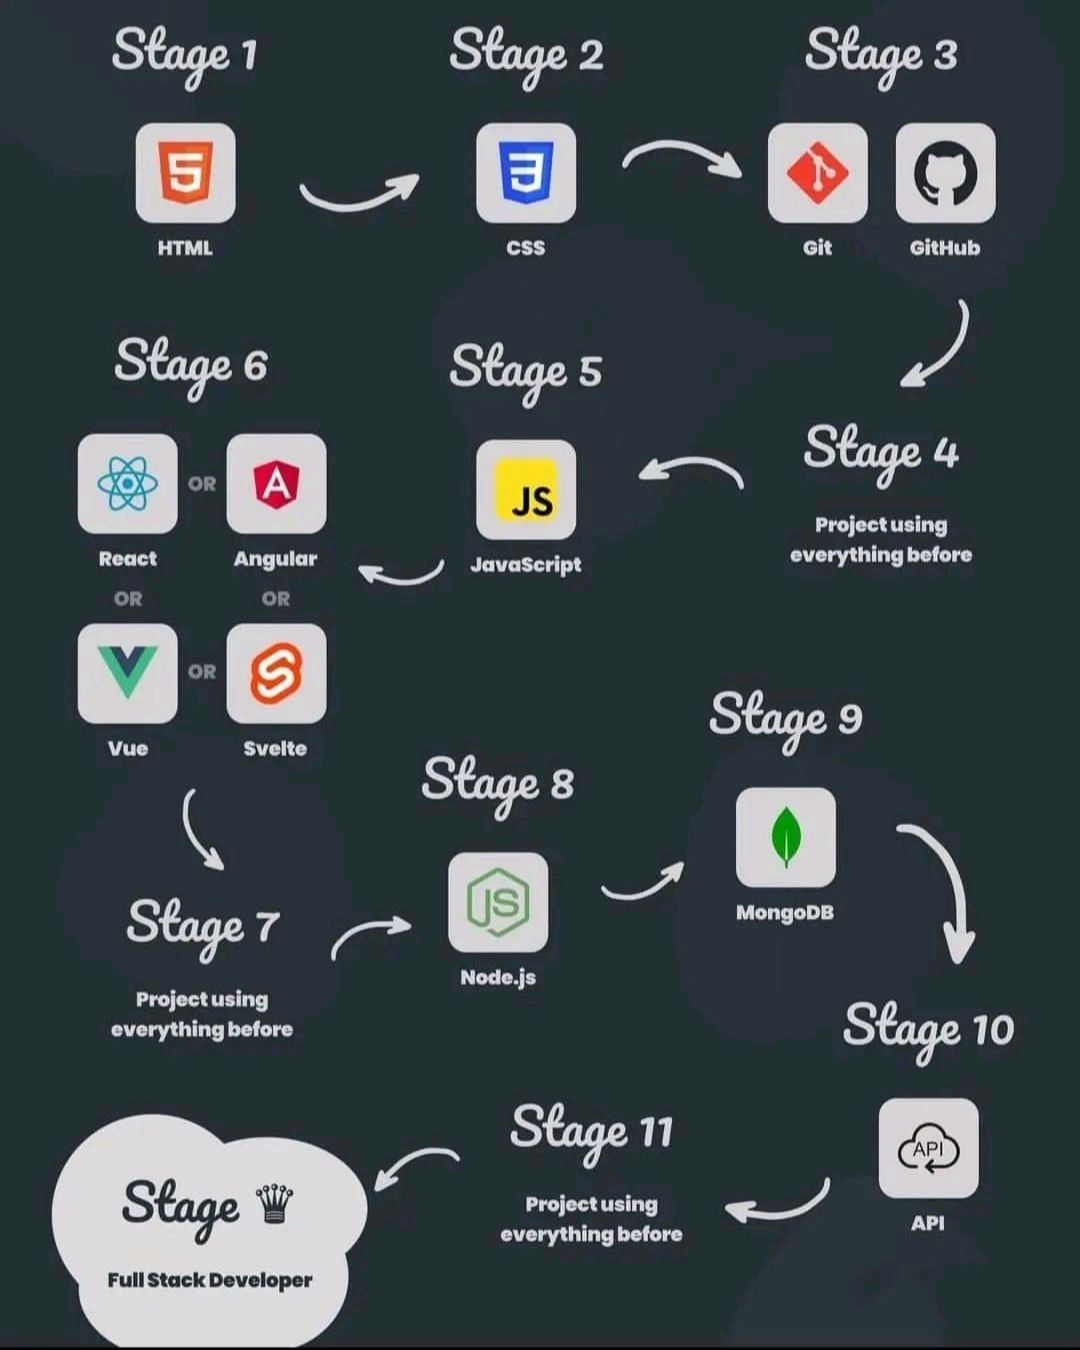 Stage 1
HTML
Stage 2
CSS
Stage 3
Git
GitHub
Stage 4
Project using
everything before
Stage 5
JS
JavaScript
Stage 6
React
OR
Angular
OR
OR
Vue
OR
Svelte
Stage 7
Project using
everything before
Stage 8
JS
Node.js
Stage 9
MongoDB
Stage 10
API
API
Stage 11
Project using
everything before
Stage
Full Stack Developer